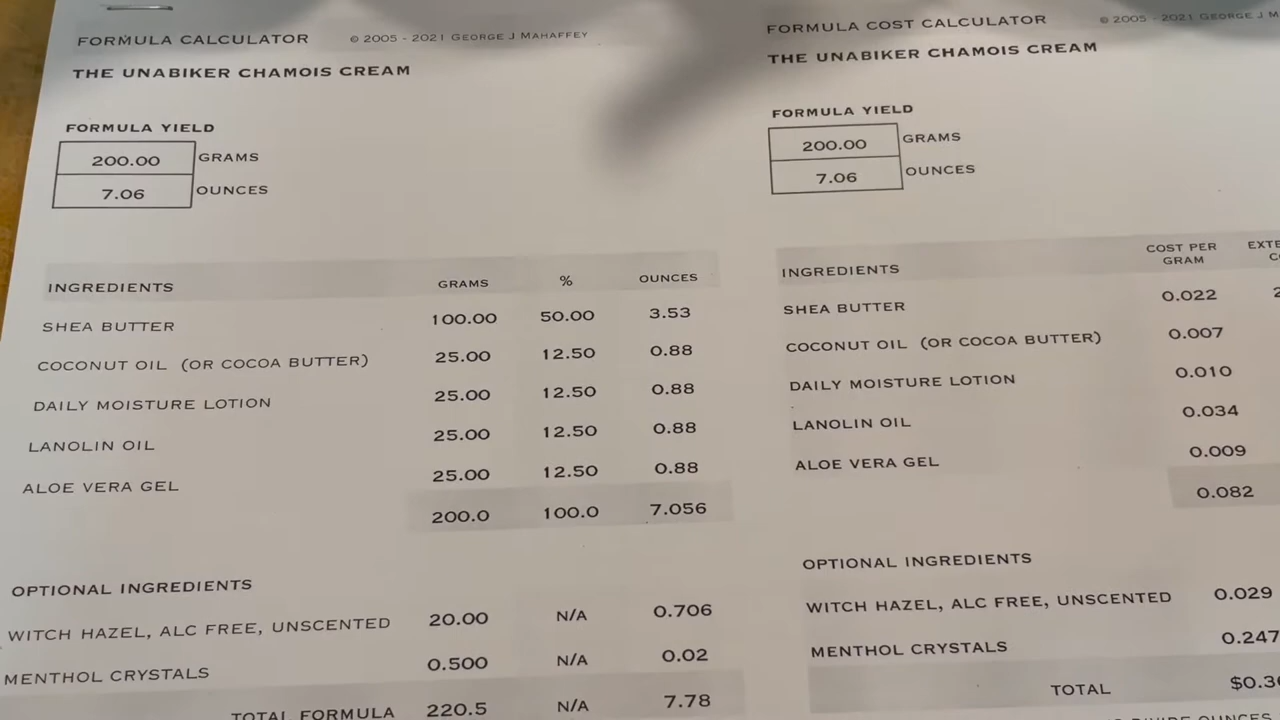 FORMULA CALCULATOR © 2005 - 2021 GEORGE J MAHAFFEY
THE UNABIKER CHAMOIS CREAM
FORMULA YIELD
200.00 GRAMS
7.06 OUNCES
INGREDIENTS GRAMS % OUNCES
SHEA BUTTER 100.00 50.00 3.53
COCONUT OIL (OR COCOA BUTTER) 25.00 12.50 0.88
DAILY MOISTURE LOTION 25.00 12.50 0.88
LANOLIN OIL 25.00 12.50 0.88
ALOE VERA GEL 25.00 12.50 0.88
200.0 100.0 7.056
OPTIONAL INGREDIENTS
WITCH HAZEL, ALC FREE, UNSCENTED 20.00 N/A 0.706
MENTHOL CRYSTALS 0.500 N/A 0.02
TOTAL FORMULA 220.5 N/A 7.78
FORMULA COST CALCULATOR © 2005 - 2021 GEORGE J
THE UNABIKER CHAMOIS CREAM
FORMULA YIELD
200.00 GRAMS
7.06 OUNCES
INGREDIENTS COST PER GRAM
SHEA BUTTER 0.022
COCONUT OIL (OR COCOA BUTTER) 0.007
DAILY MOISTURE LOTION 0.010
LANOLIN OIL 0.034
ALOE VERA GEL 0.009
0.082
OPTIONAL INGREDIENTS
WITCH HAZEL, ALC FREE, UNSCENTED 0.029
MENTHOL CRYSTALS 0.247
TOTAL
DIVIDE OUNCES